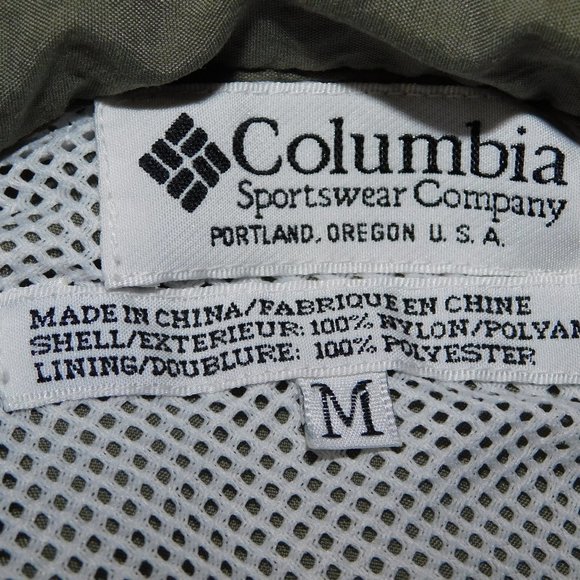 Columbia
Sportswear Company
PORTLAND, OREGON U.S.A.
MADE IN CHINA/FABRIQUE EN CHINE
SHELL/EXTERIEUR: 100% NYLON/POLYAM
LINING/DOUBLURE: 100% POLYESTER
M